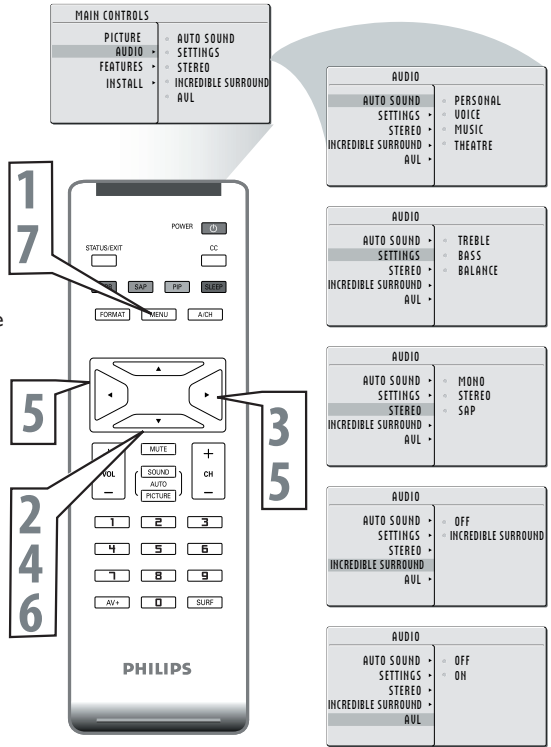 MAIN CONTROLS
PICTURE
AUDIO
FEATURES
INSTALL
AUTO SOUND
SETTINGS
STEREO
INCREDIBLE SURROUND
AVL
1
7
5
2
4
6
3
5
POWER
STATUS/EXIT
CC
SAP
PIP
SLEEP
FORMAT
MENU
A/CH
MUTE
+
VOL
–
SOUND
AUTO
PICTURE
+
CH
–
1 2 3
4 5 6
7 8 9
AV+ 0 SURF
PHILIPS
AUDIO
AUTO SOUND
SETTINGS
STEREO
INCREDIBLE SURROUND
AVL
PERSONAL
VOICE
MUSIC
THEATRE
AUDIO
AUTO SOUND
SETTINGS
STEREO
INCREDIBLE SURROUND
AVL
TREBLE
BASS
BALANCE
AUDIO
AUTO SOUND
SETTINGS
STEREO
INCREDIBLE SURROUND
AVL
MONO
STEREO
SAP
AUDIO
AUTO SOUND
SETTINGS
STEREO
INCREDIBLE SURROUND
AVL
OFF
INCREDIBLE SURROUND
AUDIO
AUTO SOUND
SETTINGS
STEREO
INCREDIBLE SURROUND
AVL
OFF
ON